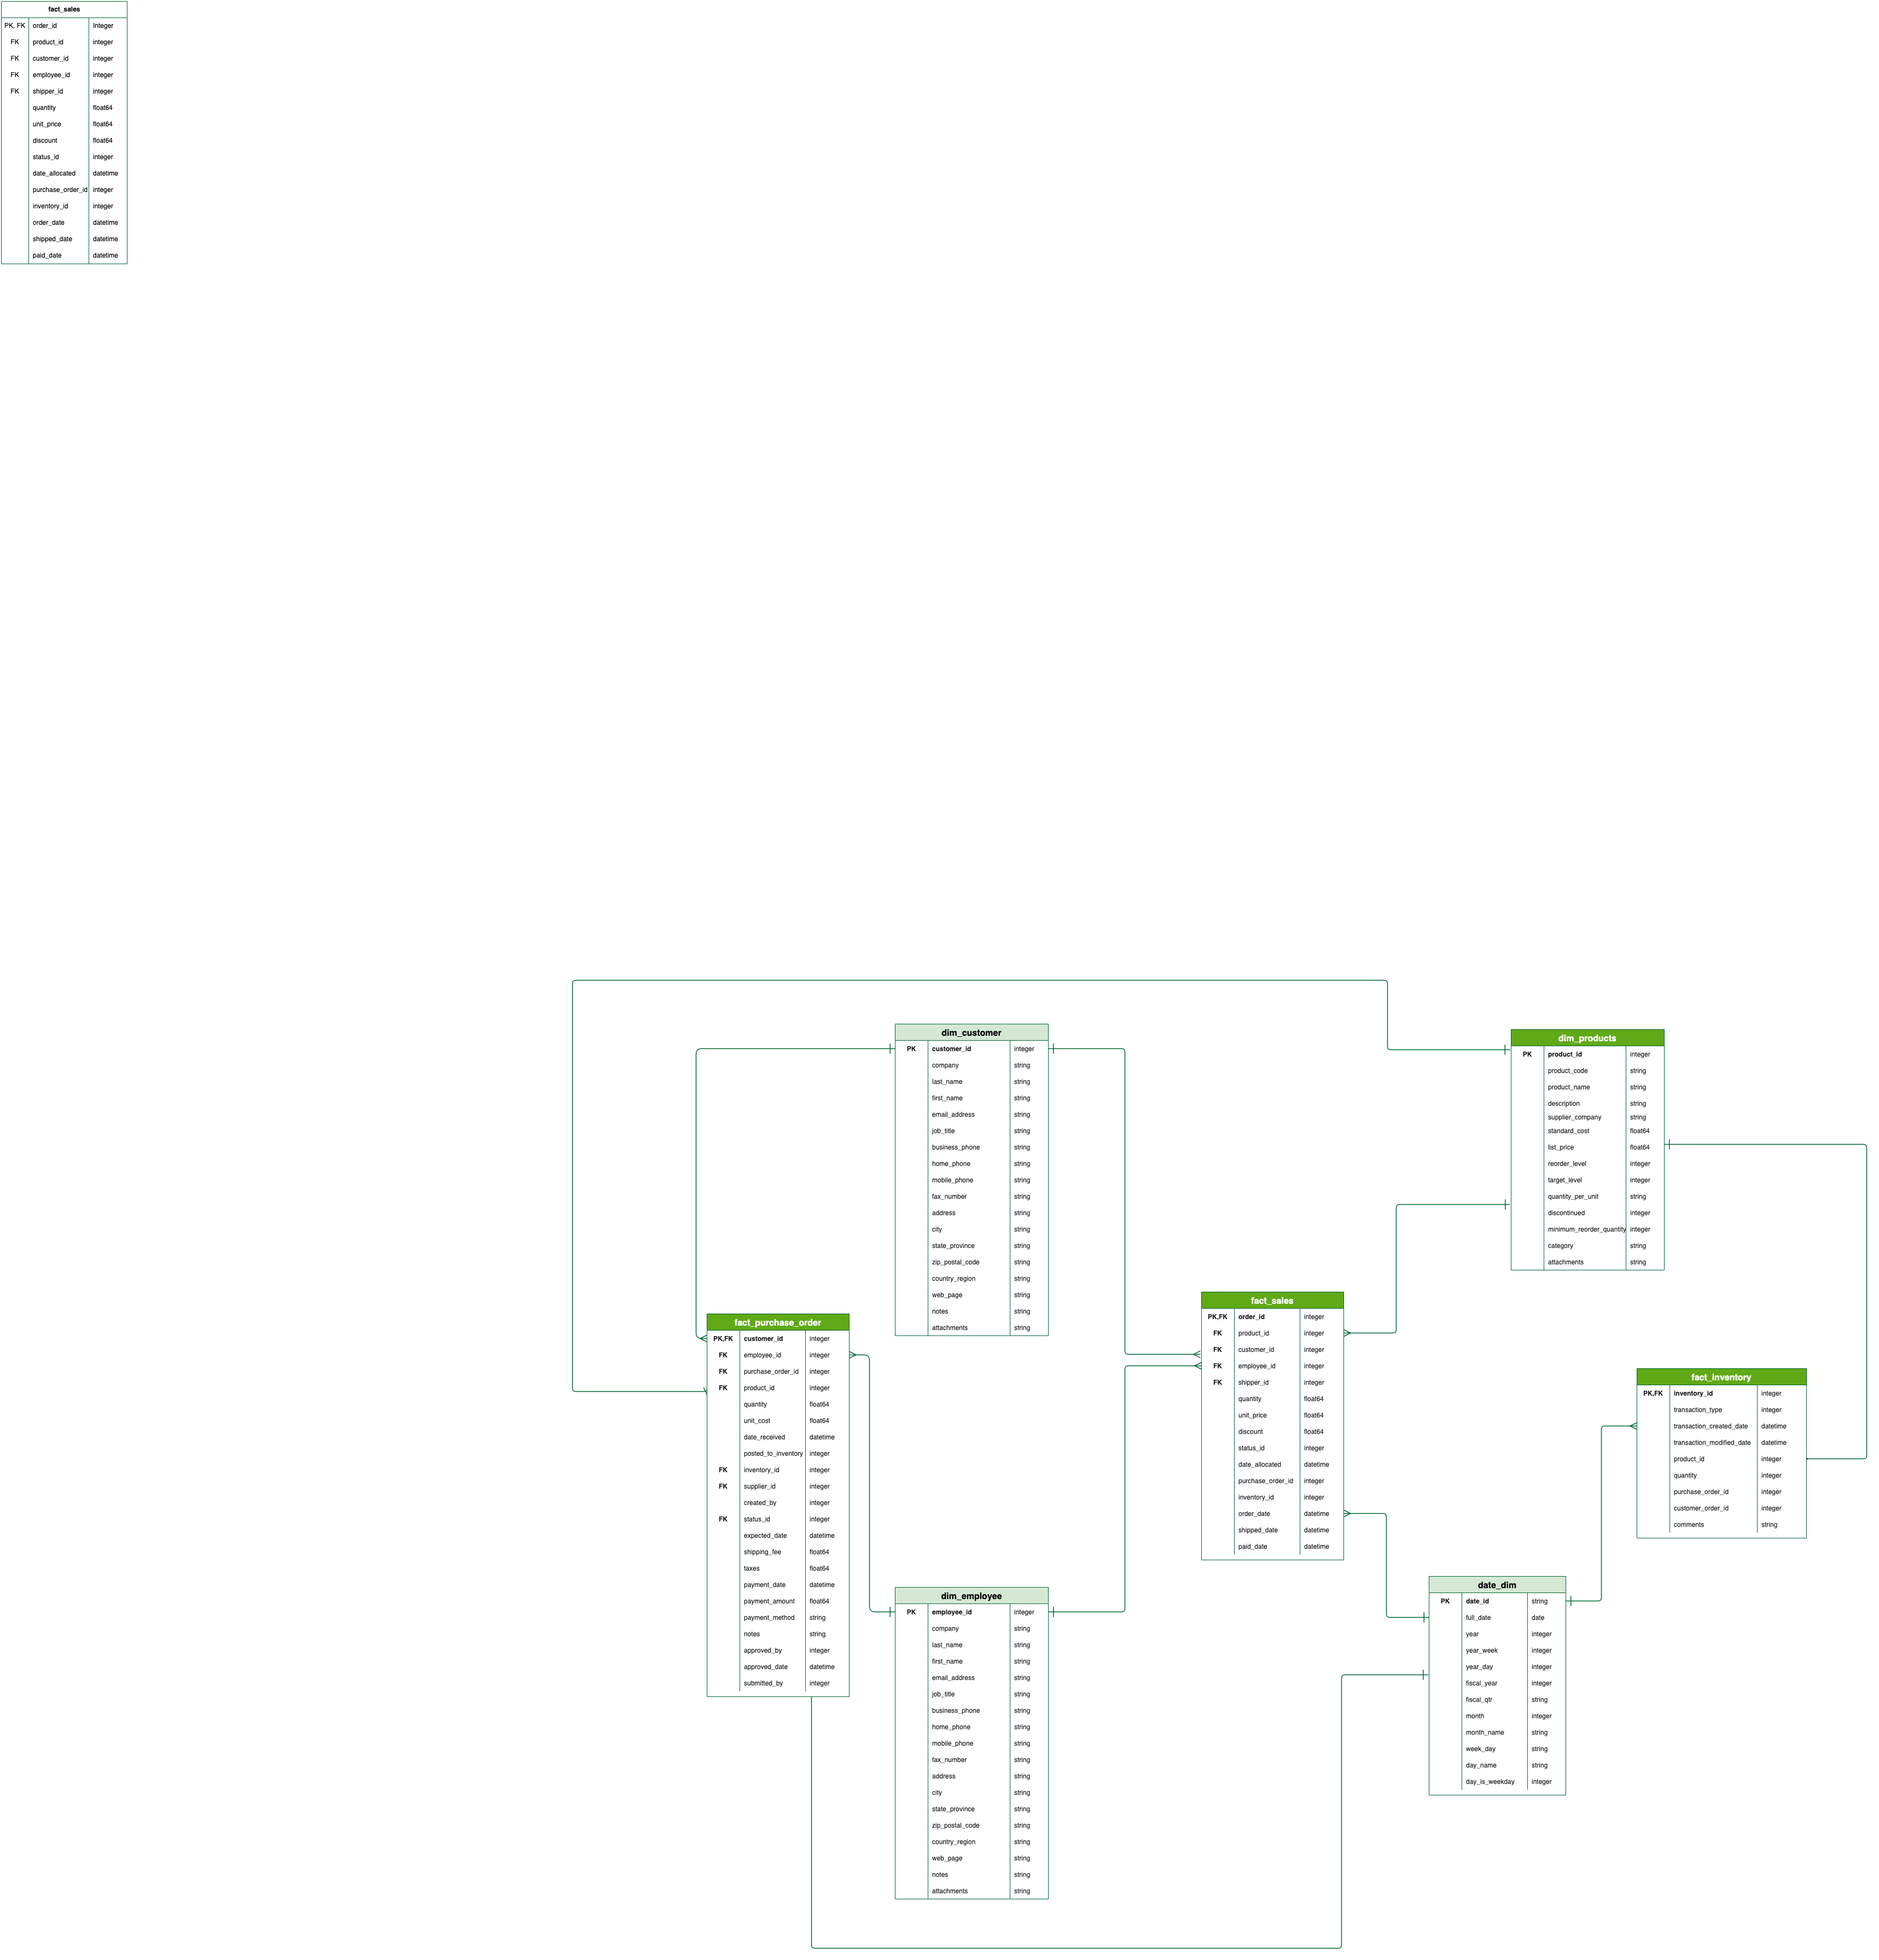 fact_sales
PK, FK order_id Integer
FK product_id integer
FK customer_id integer
FK employee_id integer
FK shipper_id integer
quantity float64
unit_price float64
discount float64
status_id integer
date_allocated datetime
purchase_order_id integer
inventory_id integer
order_date datetime
shipped_date datetime
paid_date datetime
dim_customer
PK customer_id integer
company string
last_name string
first_name string
email_address string
job_title string
business_phone string
home_phone string
mobile_phone string
fax_number string
address string
city string
state_province string
zip_postal_code string
country_region string
web_page string
notes string
attachments string
dim_products
PK product_id integer
product_code string
product_name string
description string
supplier_company string
standard_cost float64
list_price float64
reorder_level integer
target_level integer
quantity_per_unit string
discontinued integer
minimum_reorder_quantity integer
category string
attachments string
fact_purchase_order
PK,FK customer_id integer
FK employee_id integer
FK purchase_order_id integer
FK product_id integer
quantity float64
unit_cost float64
date_received datetime
posted_to_inventory integer
FK inventory_id integer
FK supplier_id integer
created_by integer
FK status_id integer
expected_date datetime
shipping_fee float64
taxes float64
payment_date datetime
payment_amount float64
payment_method string
notes string
approved_by integer
approved_date datetime
submitted_by integer
fact_sales
PK,FK order_id integer
FK product_id integer
FK customer_id integer
FK employee_id integer
FK shipper_id integer
quantity float64
unit_price float64
discount float64
status_id integer
date_allocated datetime
purchase_order_id integer
inventory_id integer
order_date datetime
shipped_date datetime
paid_date datetime
fact_inventory
PK,FK inventory_id integer
transaction_type integer
transaction_created_date datetime
transaction_modified_date datetime
product_id integer
quantity integer
purchase_order_id integer
customer_order_id integer
comments string
dim_employee
PK employee_id integer
company string
last_name string
first_name string
email_address string
job_title string
business_phone string
home_phone string
mobile_phone string
fax_number string
address string
city string
state_province string
zip_postal_code string
country_region string
web_page string
notes string
attachments string
date_dim
PK date_id string
full_date date
year integer
year_week integer
year_day integer
fiscal_year integer
fiscal_qtr string
month integer
month_name string
week_day string
day_name string
day_is_weekday integer